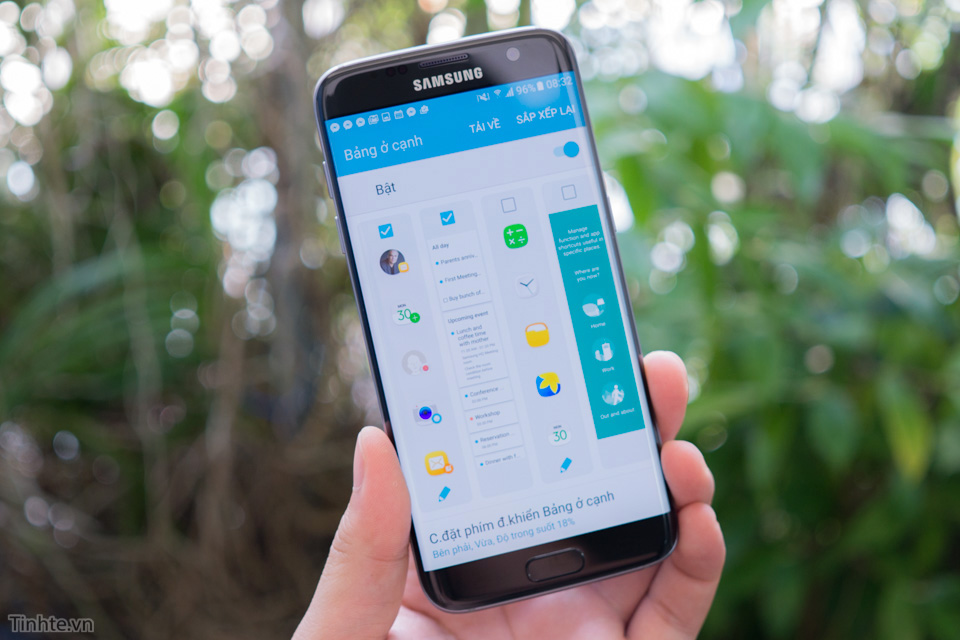 SAMSUNG
96% 08:32
Bảng ở cạnh
TẢI VỀ
SẮP XẾP LẠI
Bật
30
All day
Parents anni...
First Meeting...
Buy bunch of...
Upcoming event
Lunch and
coffee time
with mother
Conference
Workshop
Reservation...
Dinner with
30
Manage
function and app
shortcuts useful in
specific places.
Where are
you now?
Home
Work
Out and about
C.đặt phím đ.khiển Bảng ở cạnh
Bên phải, Vừa, Độ trong suốt 18%
Tinhte.vn